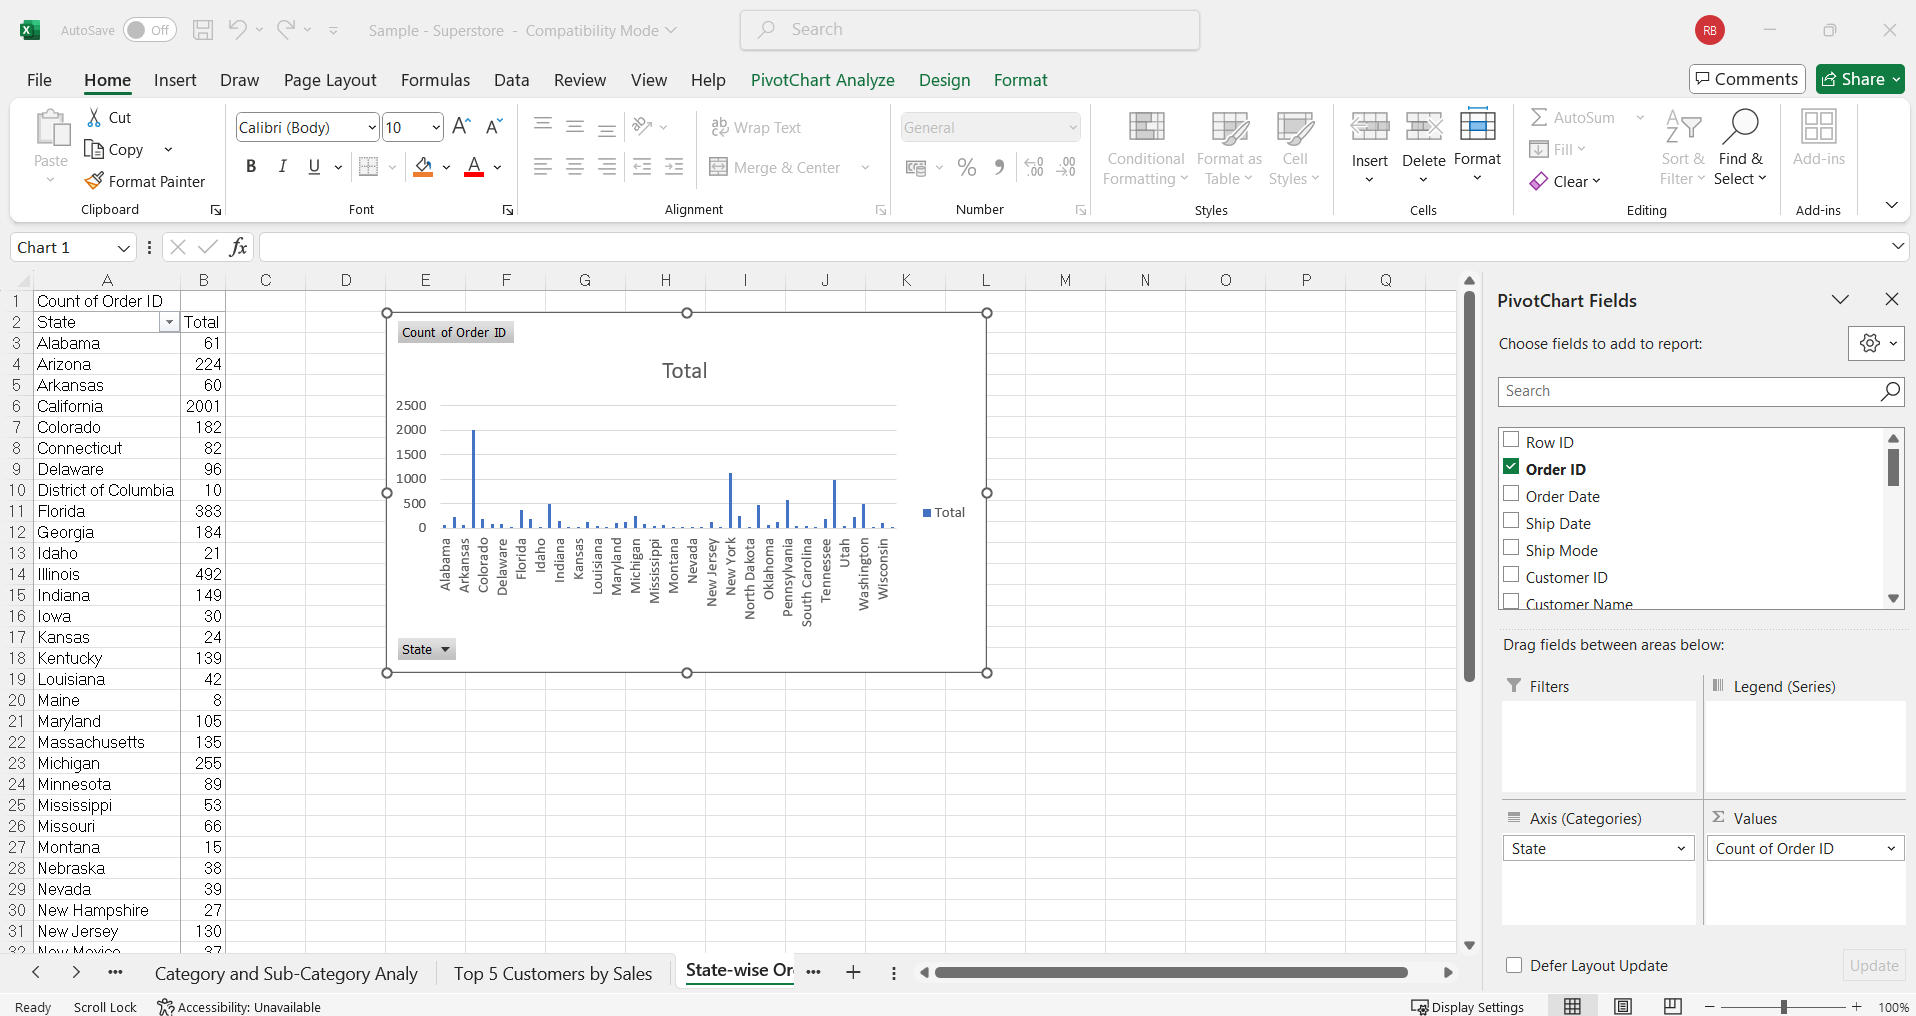 AutoSave Off
Sample - Superstore - Compatibility Mode
Search
RB
File Home Insert Draw Page Layout Formulas Data Review View Help PivotChart Analyze Design Format
Comments Share
Paste
Cut
Copy
Format Painter
Clipboard
Calibri (Body) 10
B I U
Font
Wrap Text
Merge & Center
Alignment
General
Number
Conditional Formatting
Format as Table
Cell Styles
Styles
Insert
Delete
Format
Cells
AutoSum
Fill
Clear
Sort & Filter
Find & Select
Editing
Add-ins
Add-ins
Chart 1
fx
A B C D E F G H I J K L M N O P Q
1 Count of Order ID
2 State Total
3 Alabama 61
4 Arizona 224
5 Arkansas 60
6 California 2001
7 Colorado 182
8 Connecticut 82
9 Delaware 96
10 District of Columbia 10
11 Florida 383
12 Georgia 184
13 Idaho 21
14 Illinois 492
15 Indiana 149
16 Iowa 30
17 Kansas 24
18 Kentucky 139
19 Louisiana 42
20 Maine 8
21 Maryland 105
22 Massachusetts 135
23 Michigan 255
24 Minnesota 89
25 Mississippi 53
26 Missouri 66
27 Montana 15
28 Nebraska 38
29 Nevada 39
30 New Hampshire 27
31 New Jersey 130
32 New Mexico 37
Count of Order ID
Total
2500
2000
1500
1000
500
0
Alabama
Arkansas
Colorado
Delaware
Florida
Idaho
Indiana
Kansas
Louisiana
Maryland
Michigan
Mississippi
Montana
Nevada
New Jersey
New York
North Dakota
Oklahoma
Pennsylvania
South Carolina
Tennessee
Utah
Washington
Wisconsin
Total
State
PivotChart Fields
Choose fields to add to report:
Search
Row ID
Order ID
Order Date
Ship Date
Ship Mode
Customer ID
Customer Name
Drag fields between areas below:
Filters
Legend (Series)
Axis (Categories)
Values
State
Count of Order ID
Defer Layout Update
Update
Category and Sub-Category Analy
Top 5 Customers by Sales
State-wise Or
Ready
Scroll Lock
Accessibility: Unavailable
Display Settings
100%